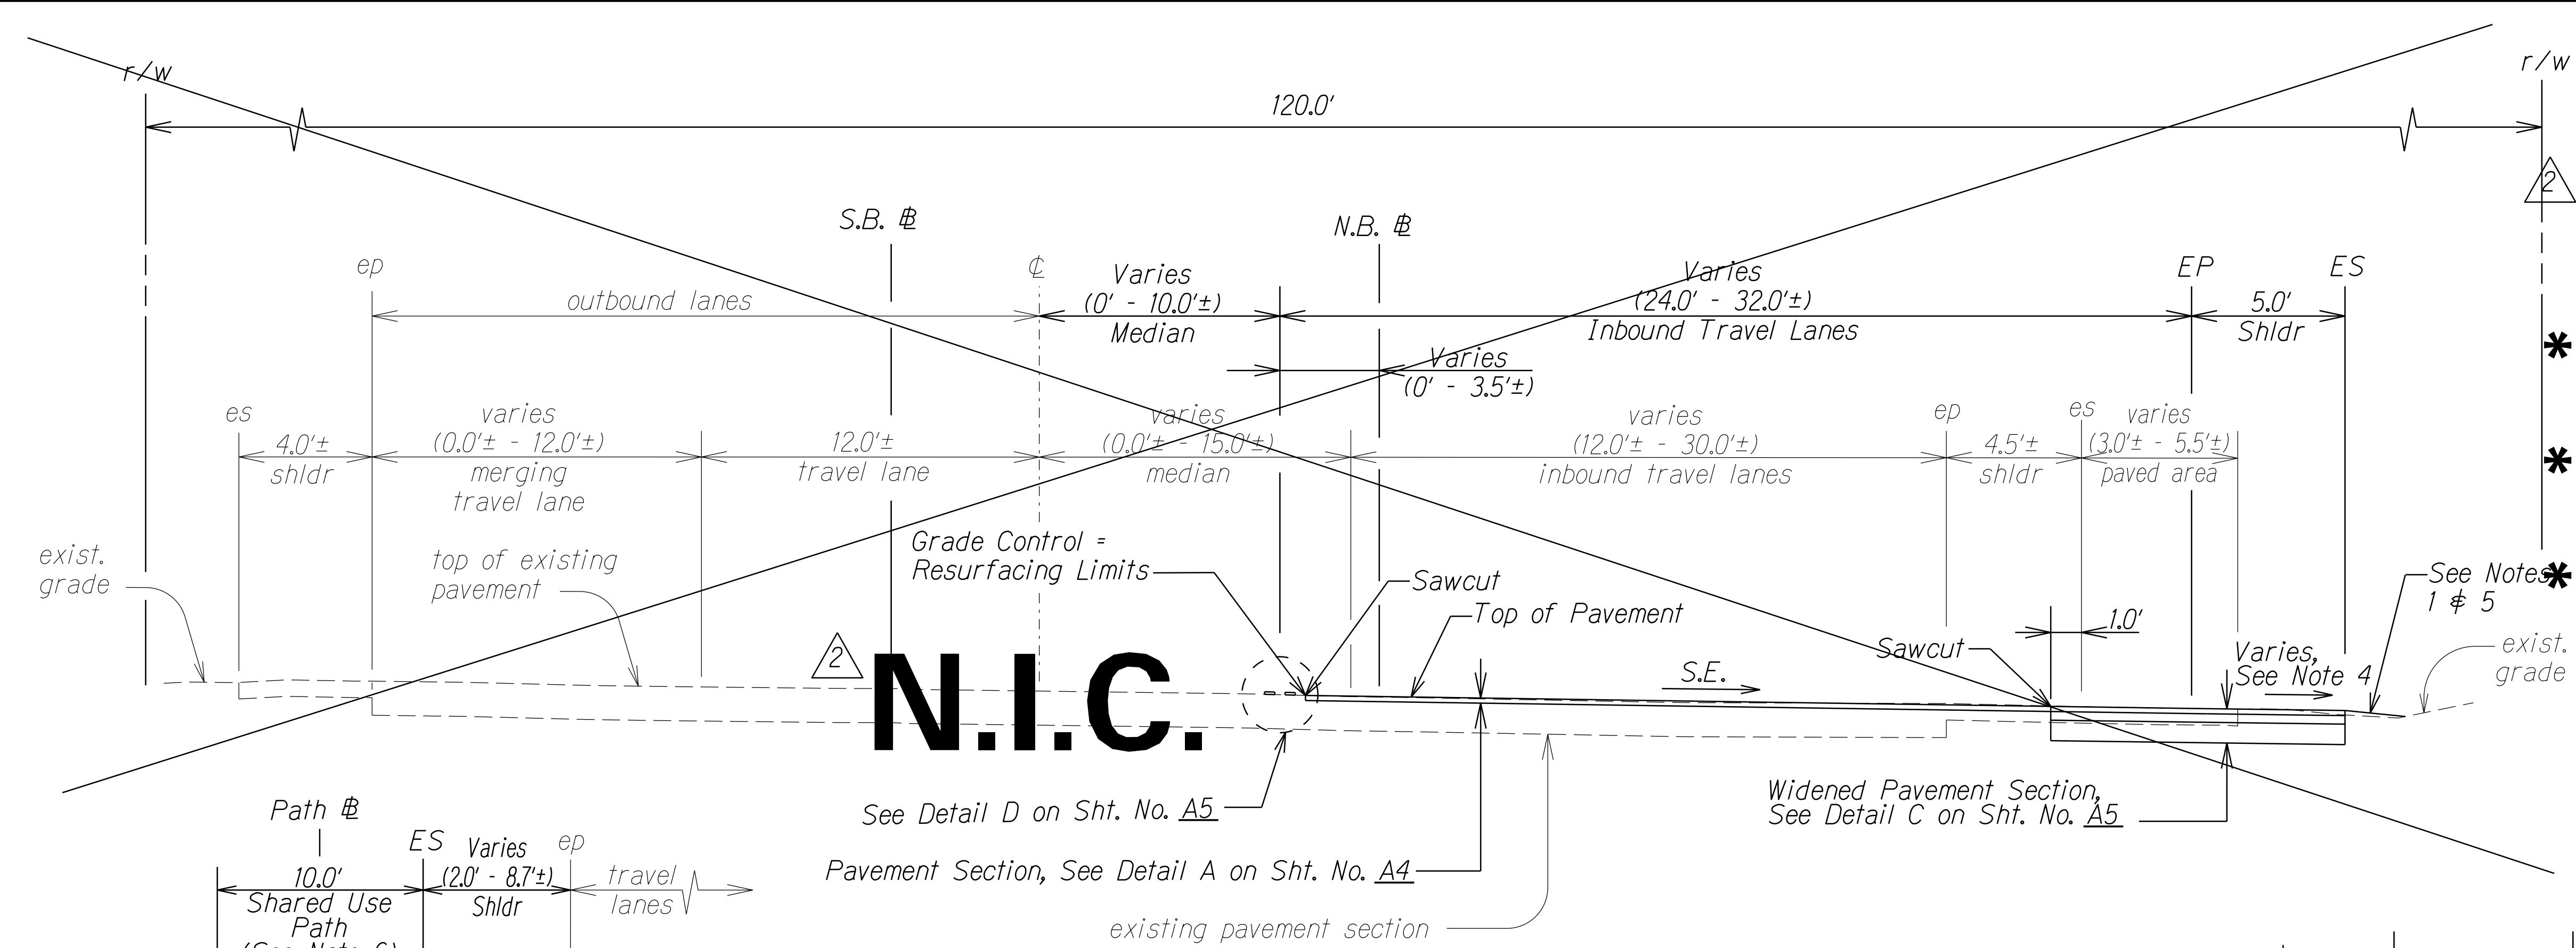 r/w
r/w
120.0'
2
S.B. ⅊
N.B. ⅊
ep
℄
outbound lanes
Varies
(0' - 10.0'±)
Median
Varies
(24.0' - 32.0'±)
Inbound Travel Lanes
EP
ES
5.0'
Shldr
*
Varies
(0' - 3.5'±)
es
4.0'±
shldr
varies
(0.0'± - 12.0'±)
merging
travel lane
12.0'±
travel lane
varies
(0.0'± - 15.0'±)
median
varies
(12.0'± - 30.0'±)
inbound travel lanes
ep
4.5'±
shldr
es
varies
(3.0'± - 5.5'±)
paved area
*
exist.
grade
top of existing
pavement
Grade Control =
Resurfacing Limits
Sawcut
Top of Pavement
*
See Notes
1 & 5
1.0'
Sawcut
Varies,
See Note 4
exist.
grade
2
N.I.C.
S.E.
See Detail D on Sht. No. A5
Widened Pavement Section,
See Detail C on Sht. No. A5
Pavement Section, See Detail A on Sht. No. A4
existing pavement section
Path ⅊
ES
Varies
(2.0' - 8.7'±)
Shldr
ep
10.0'
Shared Use
Path
(See Note 6)
travel
lanes